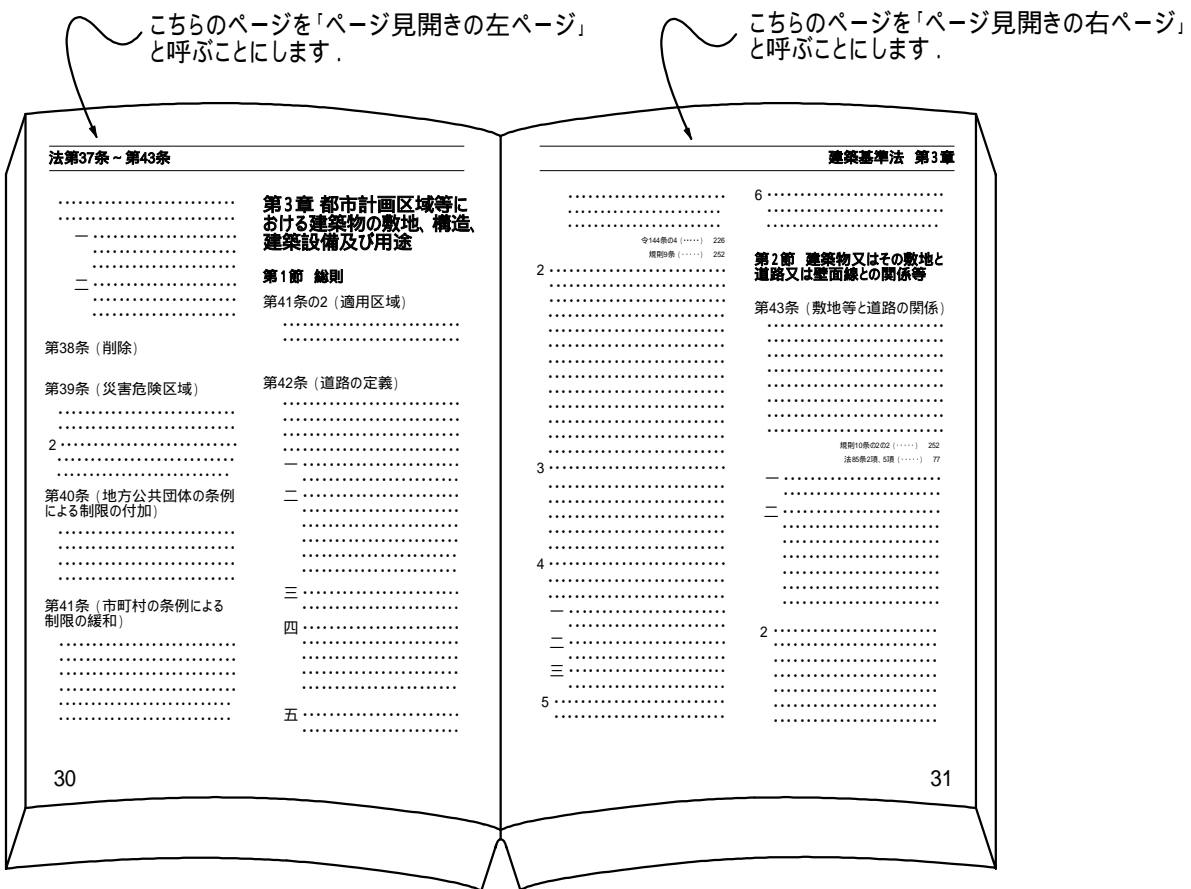 こちらのページを「ページ見開きの左ページ」
と呼ぶことにします．
こちらのページを「ページ見開きの右ページ」
と呼ぶことにします．
法第37条～第43条
一
二
第38条（削除）
第39条（災害危険区域）
2
第40条（地方公共団体の条例
による制限の付加）
第41条（市町村の条例による
制限の緩和）
第3章 都市計画区域等に
おける建築物の敷地、構造、
建築設備及び用途
第1節 総則
第41条の2（適用区域）
第42条（道路の定義）
一
二
三
四
五
30
建築基準法 第3章
令144条の4（・・・・・） 226
規則9条（・・・・・） 252
2
3
4
一
二
三
5
6
第2節 建築物又はその敷地と
道路又は壁面線との関係等
第43条（敷地等と道路の関係）
規則10条の2の2（・・・・・） 252
法85条2項、5項（・・・・・） 77
一
二
2
31